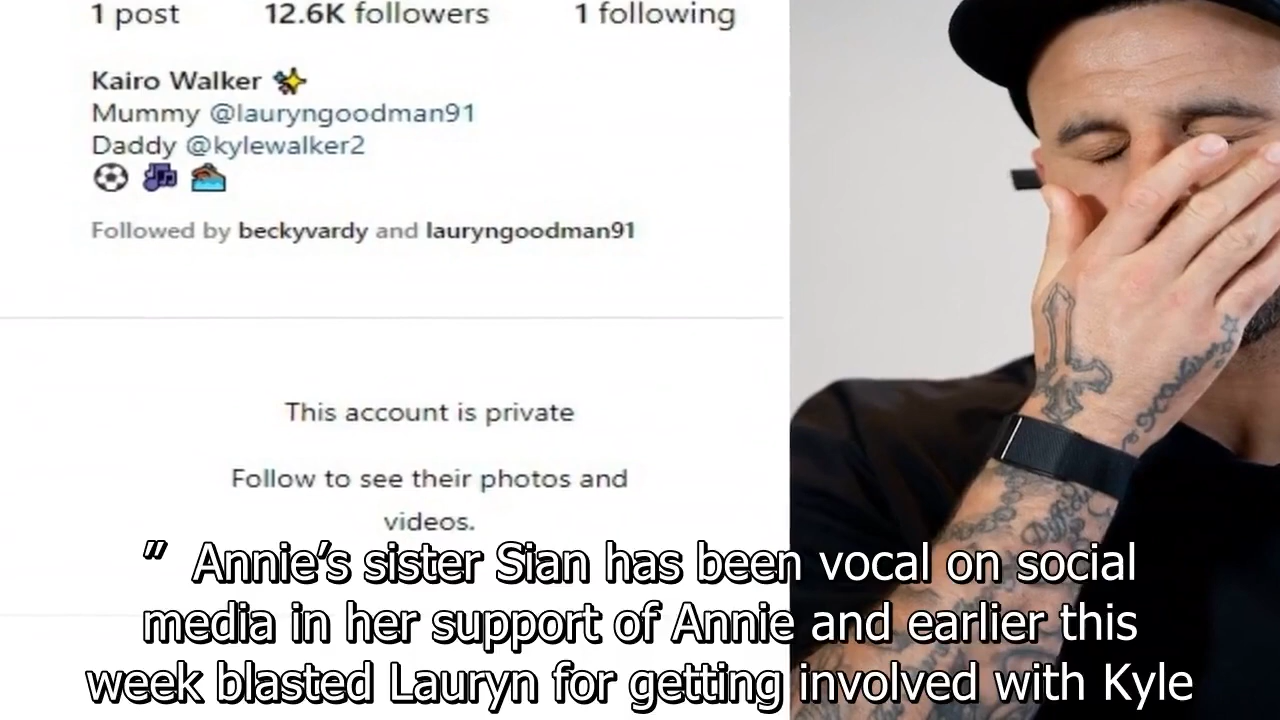 1 post 12.6K followers 1 following
Kairo Walker ✨
Mummy @lauryngoodman91
Daddy @kylewalker2
⚽ 🎶 🏊🏾
Followed by beckyvardy and lauryngoodman91
This account is private
Follow to see their photos and
videos.
” Annie’s sister Sian has been vocal on social
media in her support of Annie and earlier this
week blasted Lauryn for getting involved with Kyle